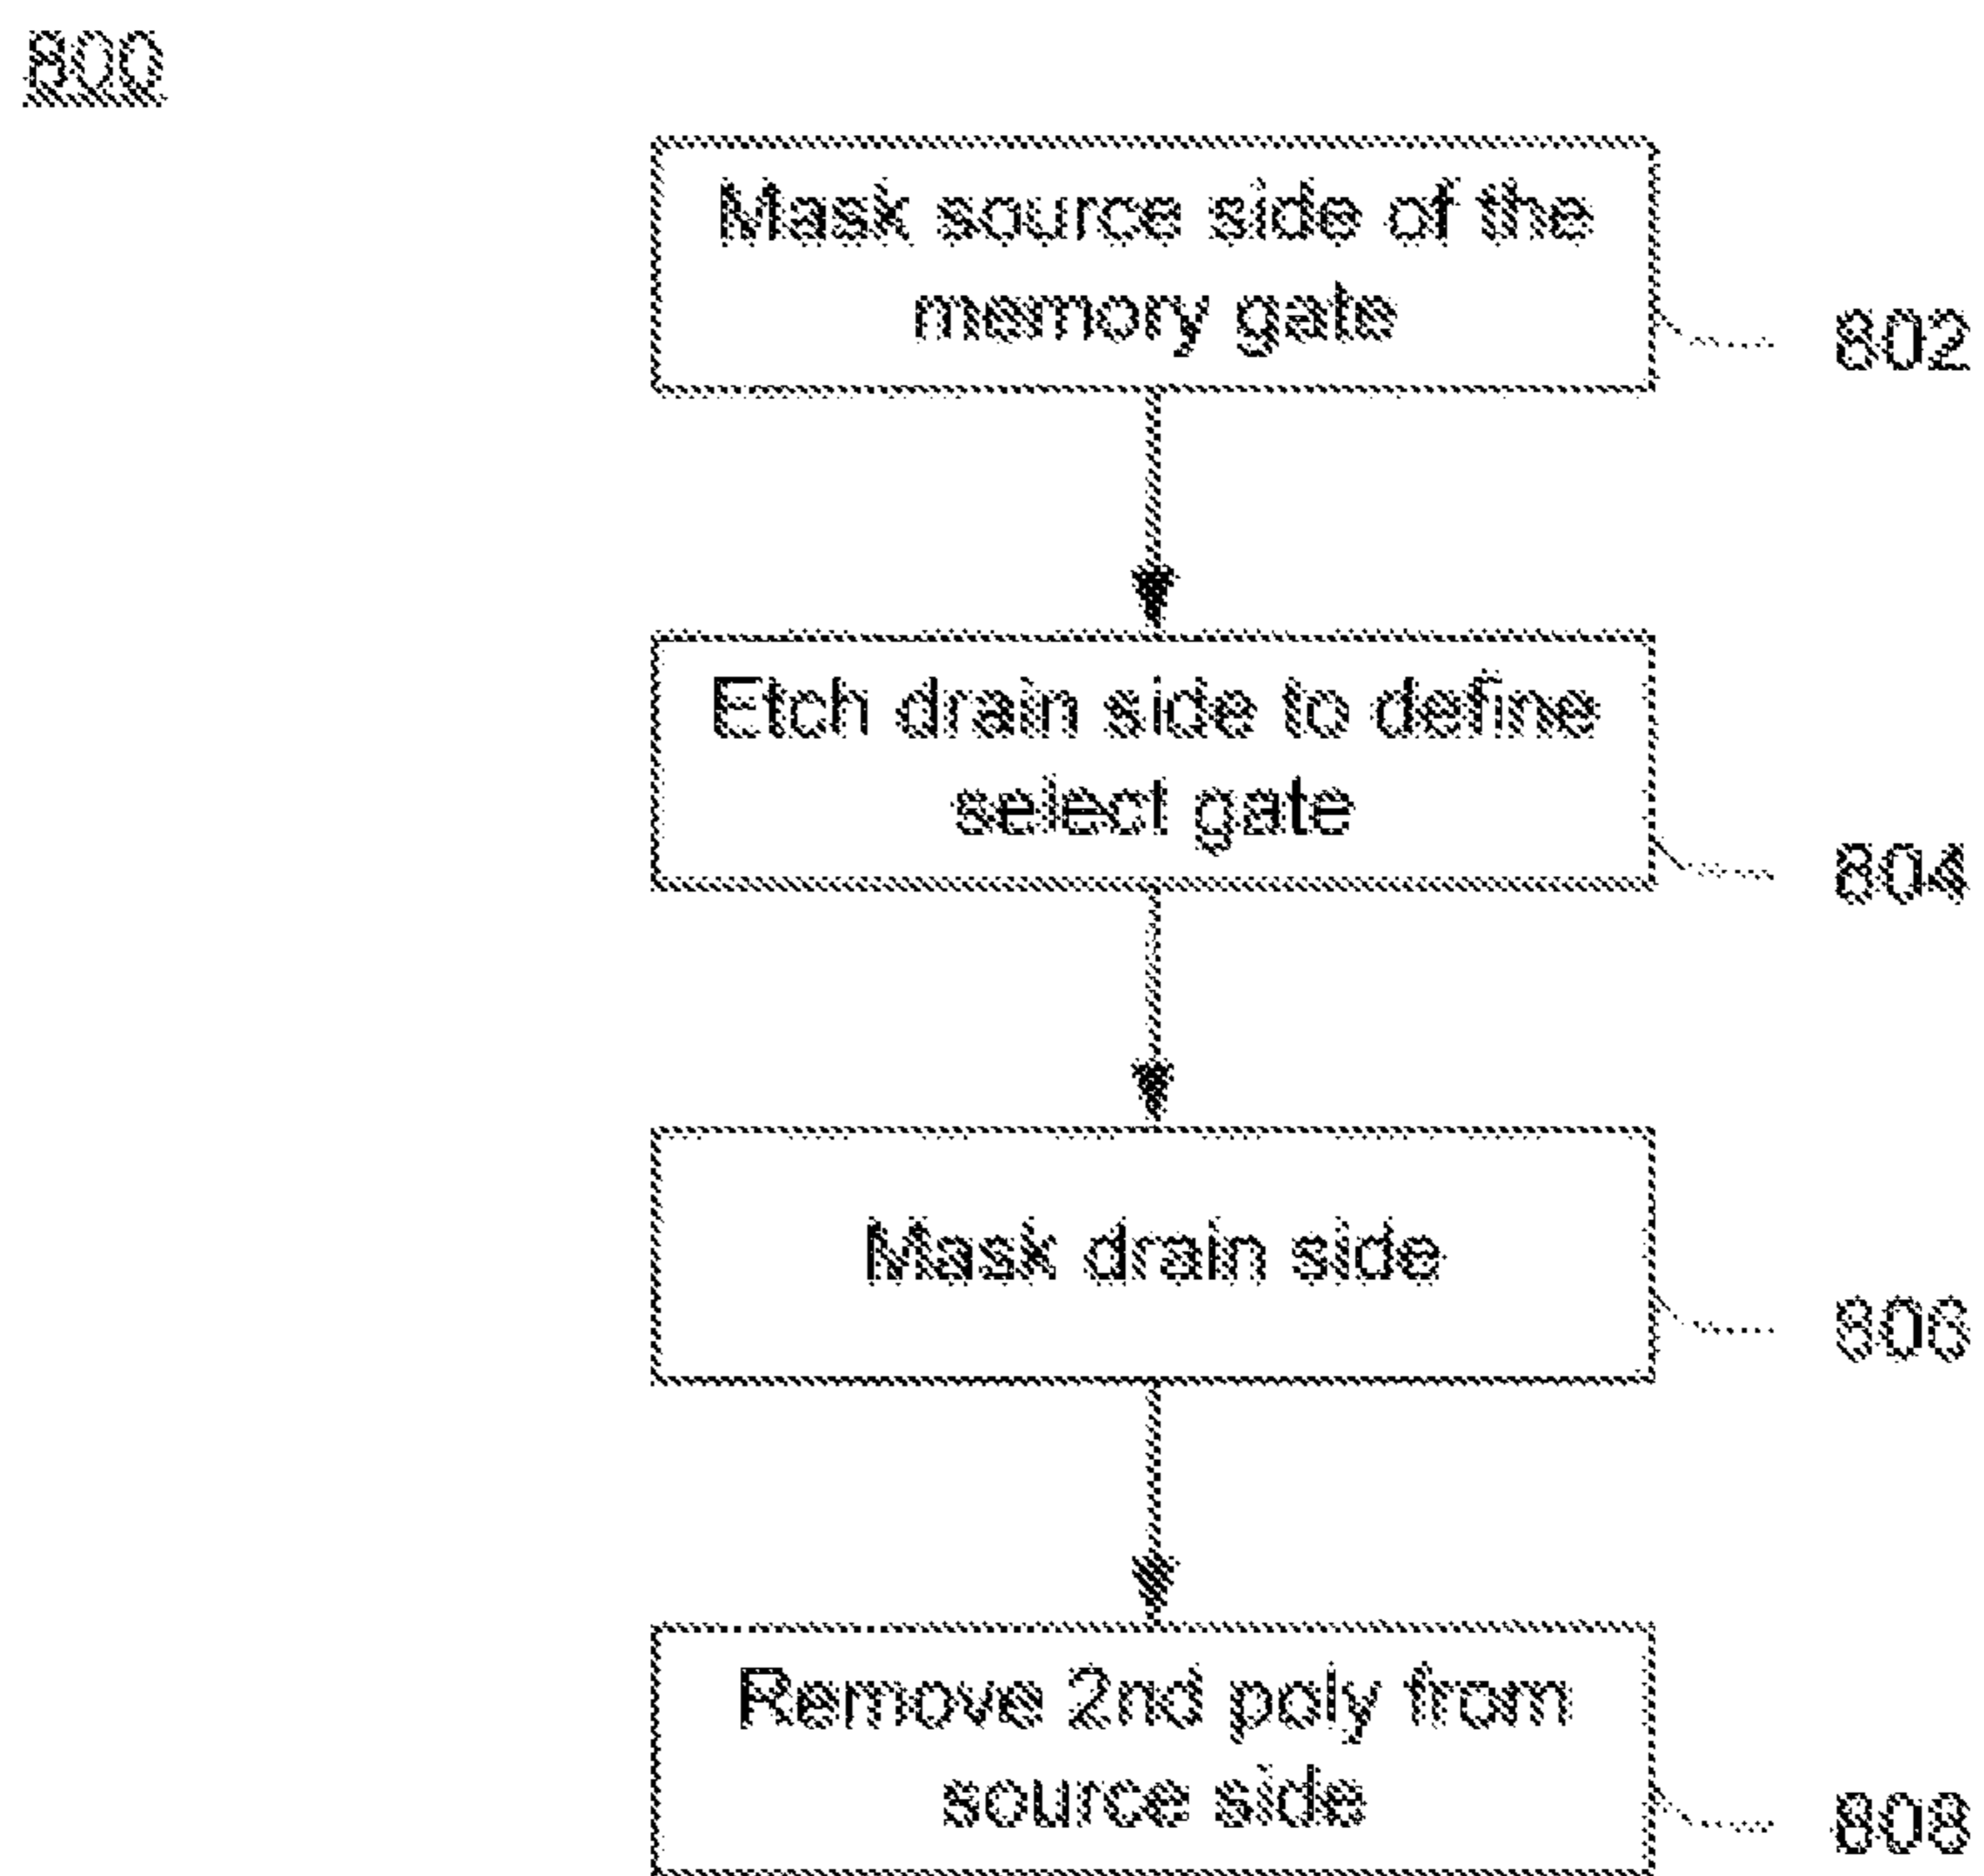 800
Mask source side of the
memory gate
802
Etch drain side to define
select gate
804
Mask drain side
806
Remove 2nd poly from
source side
808